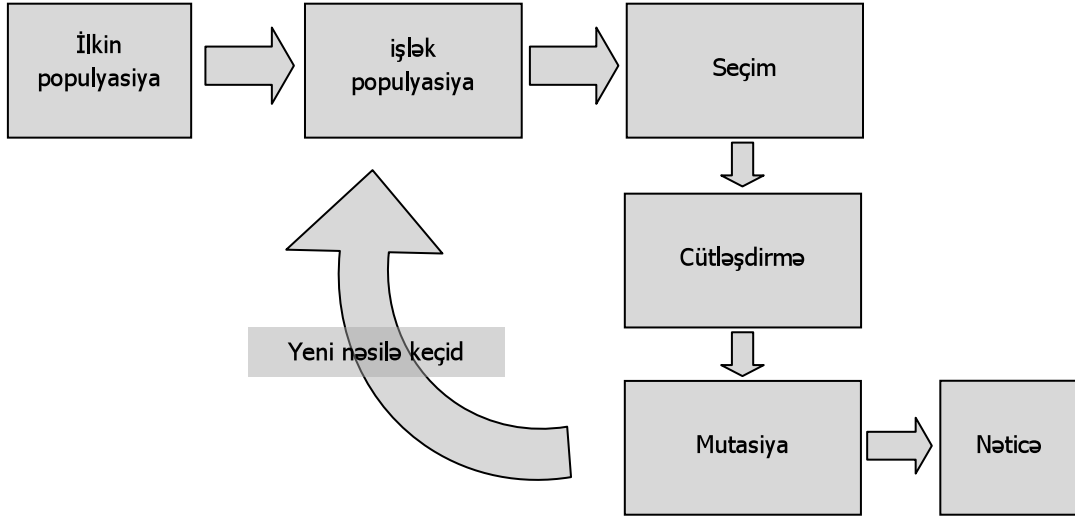 İlkin
populyasiya
işlək
populyasiya
Seçim
Cütləşdirmə
Yeni nəsilə keçid
Mutasiya
Nəticə